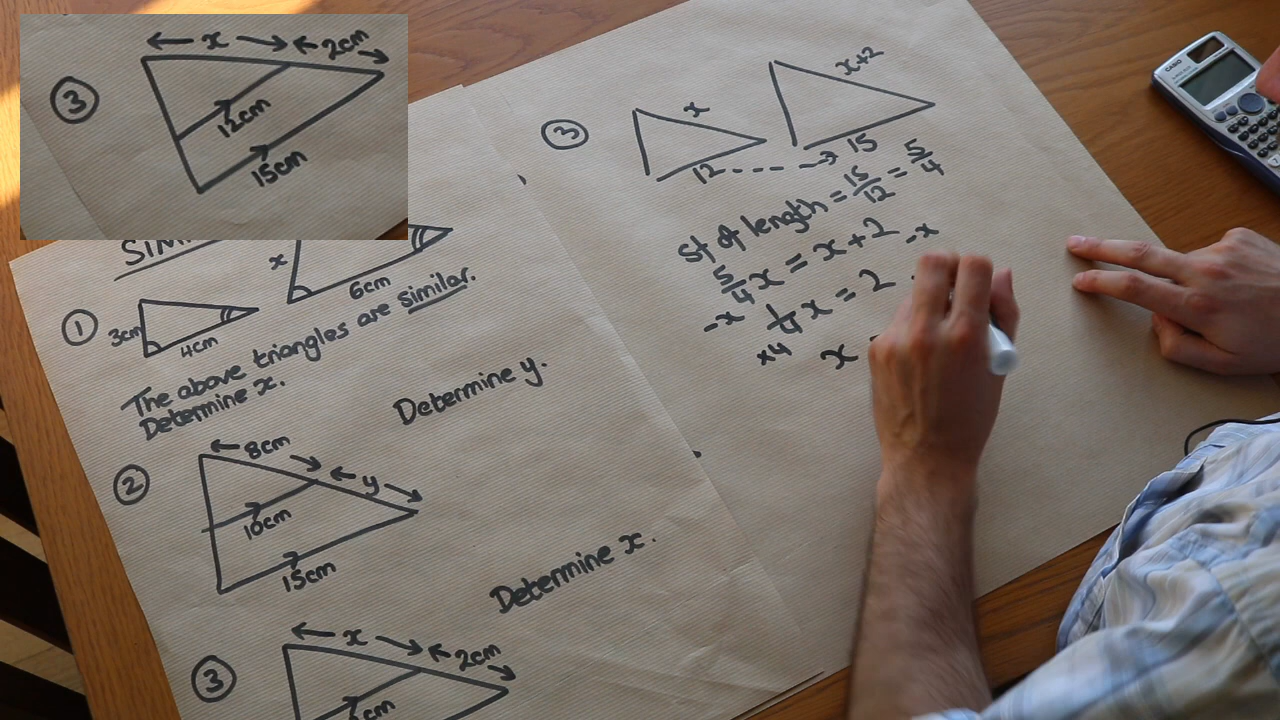 x 2cm
3
12cm
15cm
x
6cm
1
3cm
4cm
The above triangles are similar.
Determine x.
Determine y.
2
8cm y
10cm
15cm
Determine x.
3
x 2cm
3
x x+2
12 15
sf of length = 15/12 = 5/4
5/4 x = x+2
-x -x
1/4 x = 2
x4
x
CASIO